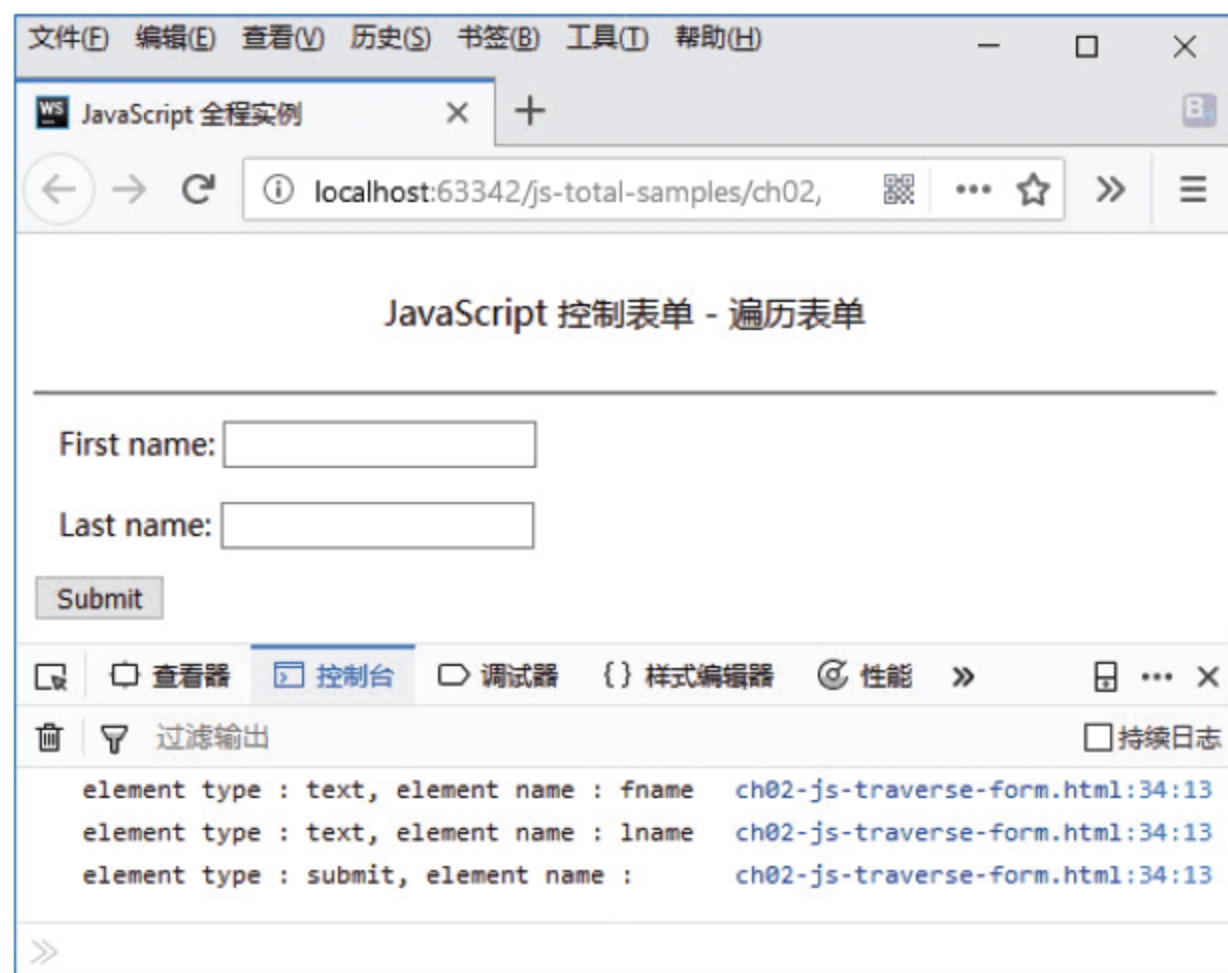 文件(F) 编辑(E) 查看(V) 历史(S) 书签(B) 工具(T) 帮助(H)
WS JavaScript 全程实例
B
localhost:63342/js-total-samples/ch02,
JavaScript 控制表单 - 遍历表单
First name:
Last name:
Submit
查看器 控制台 调试器 {} 样式编辑器 性能
过滤输出 持续日志
element type : text, element name : fname ch02-js-traverse-form.html:34:13
element type : text, element name : lname ch02-js-traverse-form.html:34:13
element type : submit, element name : ch02-js-traverse-form.html:34:13